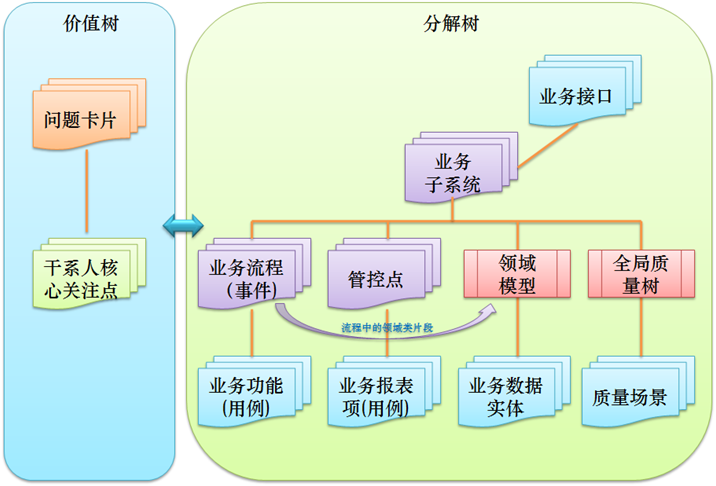 价值树
分解树
问题卡片
业务接口
业务
子系统
干系人核
心关注点
业务流程
（事件)
管控点
领域
模型
全局质
量树
流程中的领域类片段
业务功能
(用例)
业务报表
项(用例)
业务数据
实体
质量场景